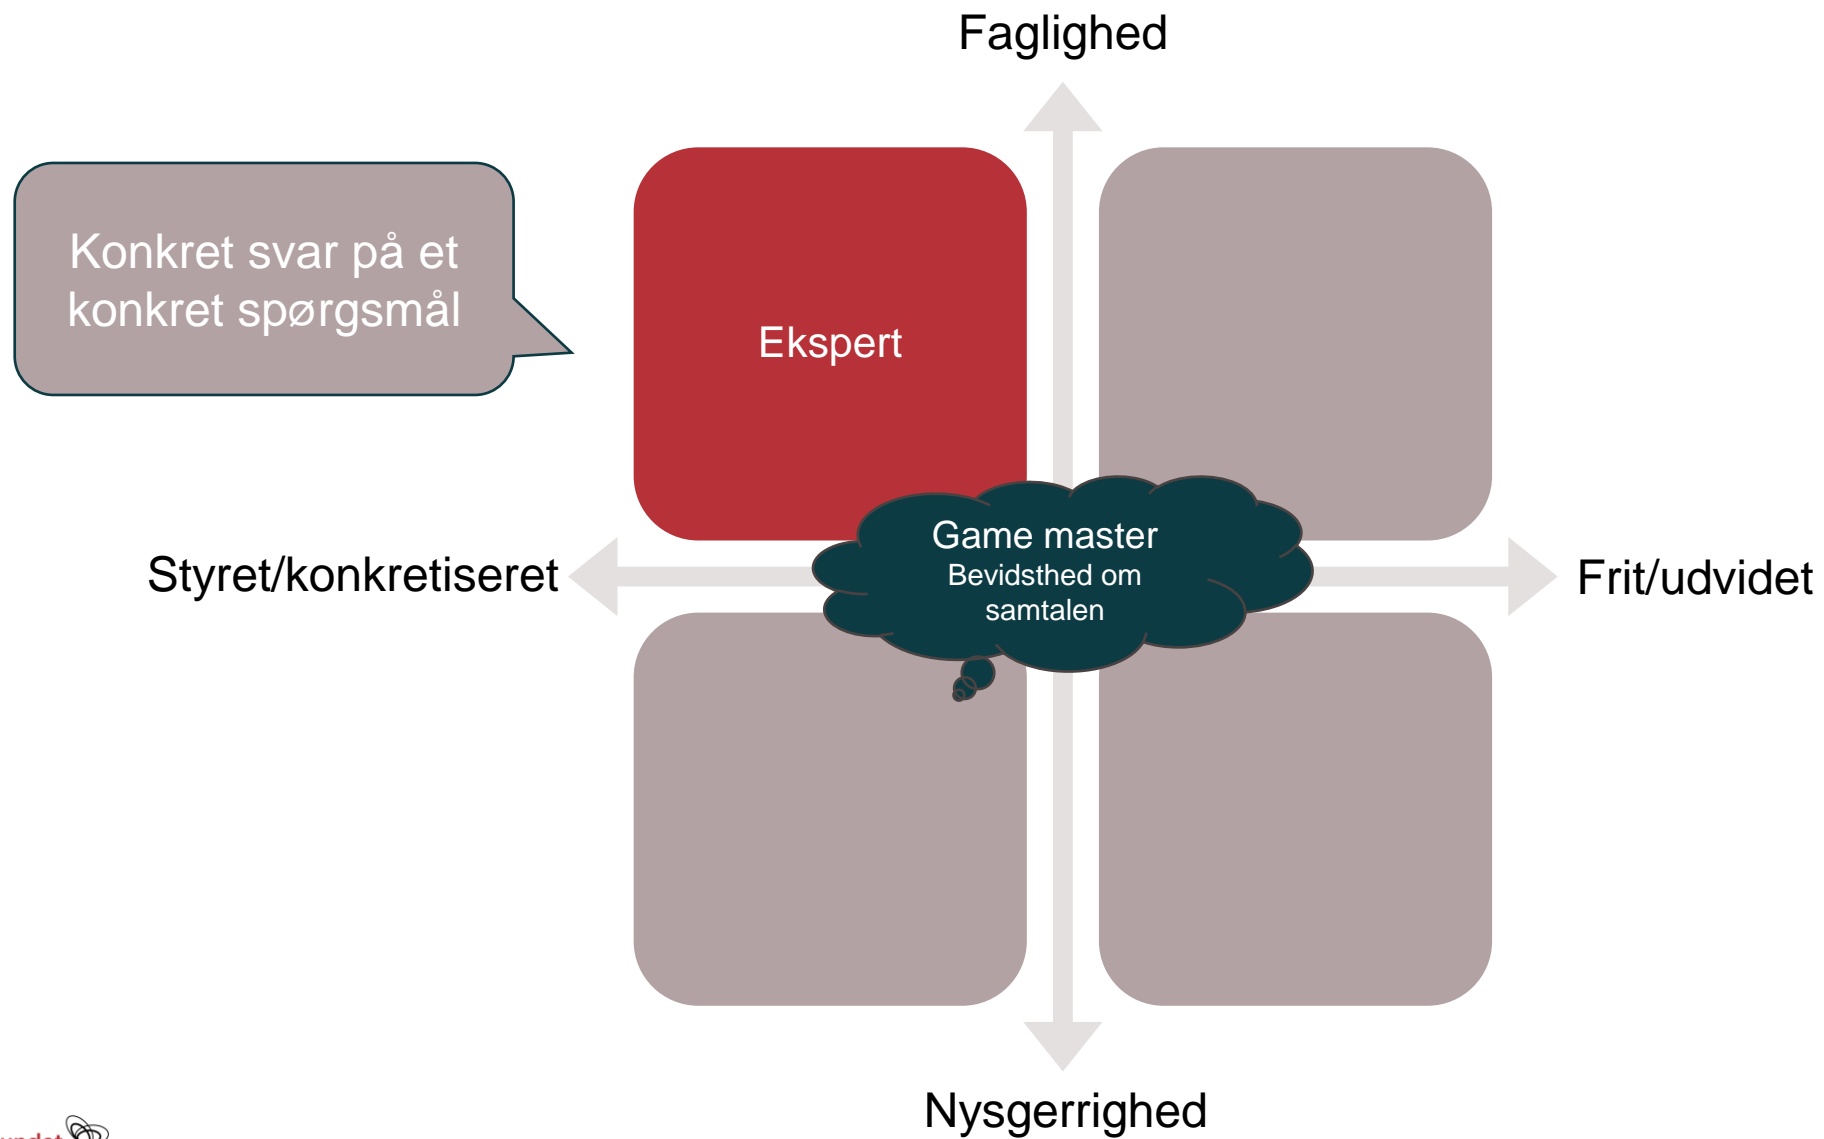 Faglighed
Konkret svar på et
konkret spørgsmål
Ekspert
Game master
Bevidsthed om
samtalen
Styret/konkretiseret
Frit/udvidet
Nysgerrighed